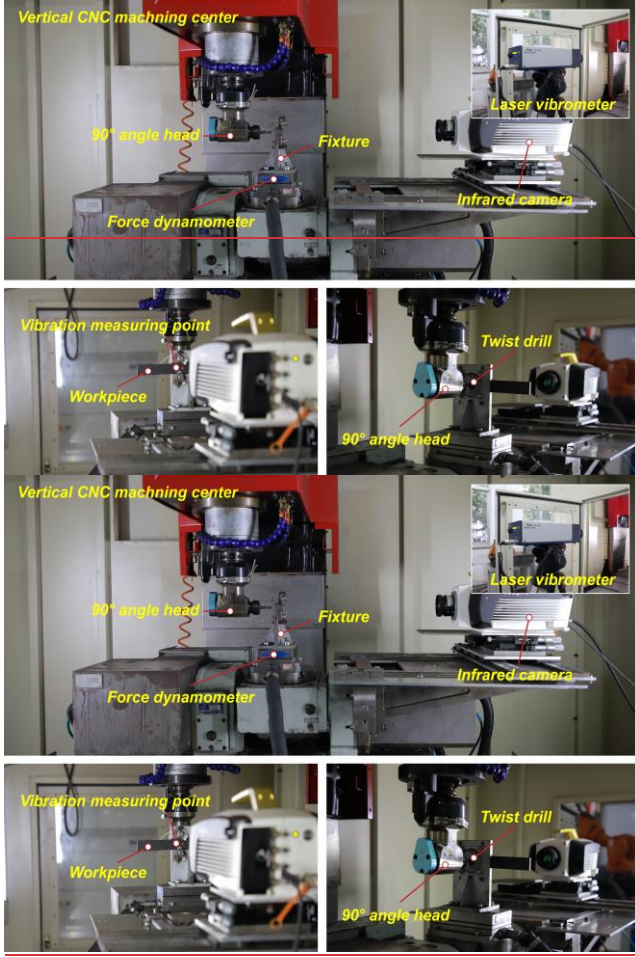 Vertical CNC machning center
Laser vibrometer
90° angle head
Fixture
Infrared camera
Force dynamometer
Vibration measuring point
Workpiece
Twist drill
90° angle head
Vertical CNC machning center
Laser vibrometer
90° angle head
Fixture
Infrared camera
Force dynamometer
Vibration measuring point
Workpiece
Twist drill
90° angle head